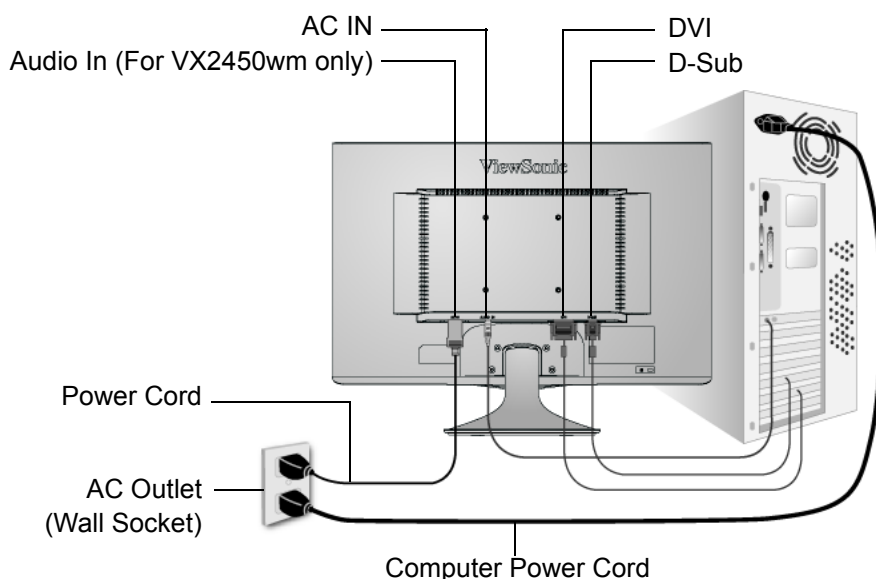 AC IN
DVI
Audio In (For VX2450wm only)
D-Sub
ViewSonic
Power Cord
AC Outlet
(Wall Socket)
Computer Power Cord